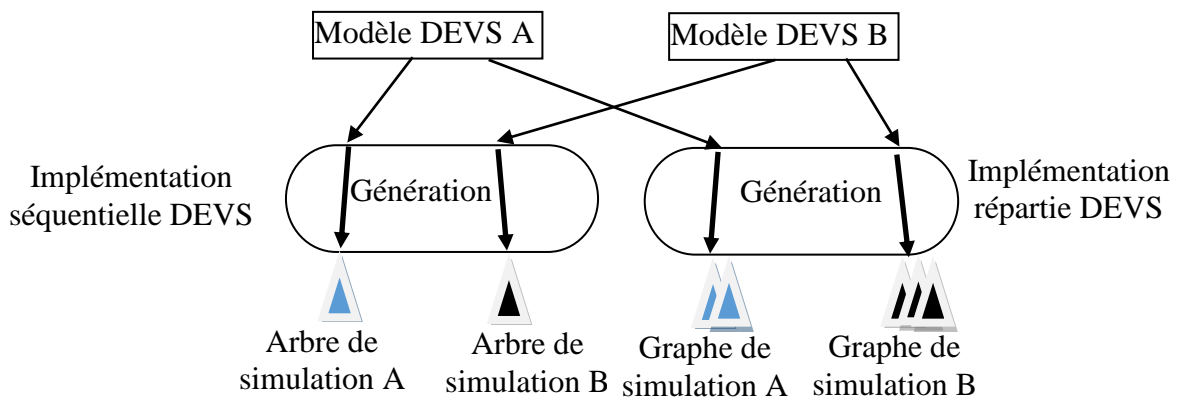 Modèle DEVS A
Modèle DEVS B
Implémentation
séquentielle DEVS
Génération
Génération
Implémentation
répartie DEVS
Arbre de
simulation A
Arbre de
simulation B
Graphe de
simulation A
Graphe de
simulation B